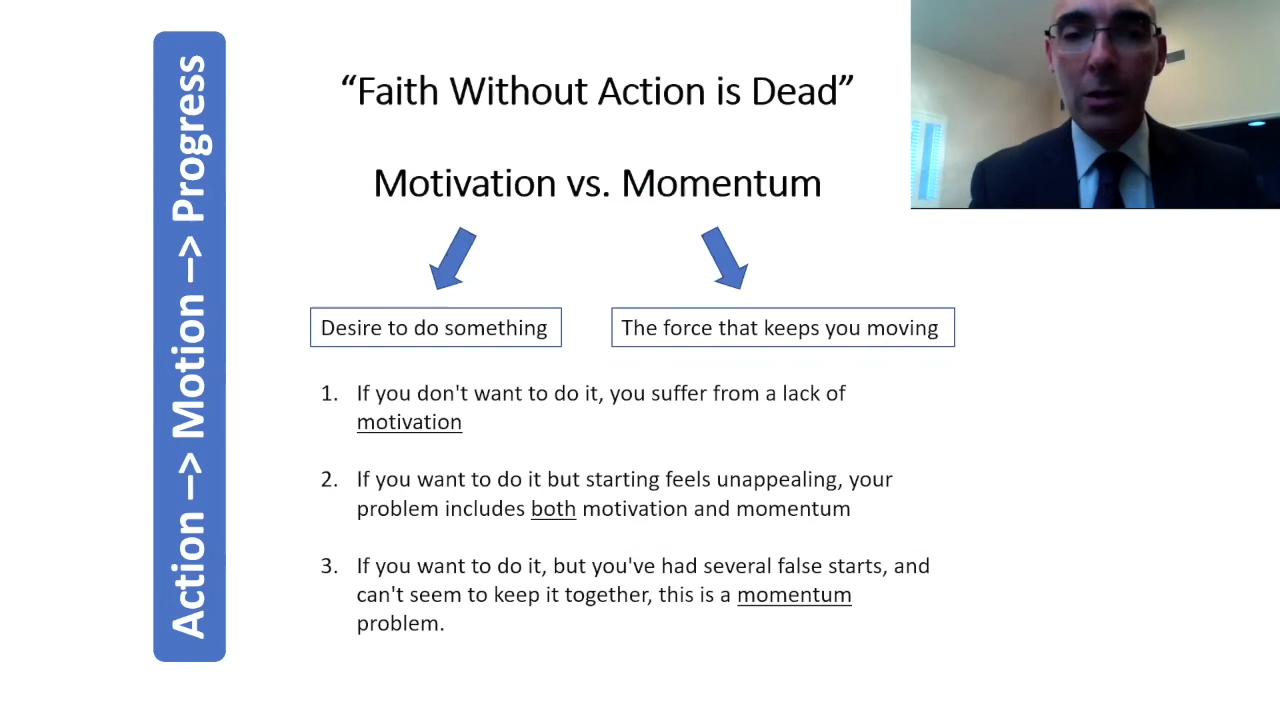 Action —> Motion —> Progress
“Faith Without Action is Dead”
Motivation vs. Momentum
Desire to do something
The force that keeps you moving
1. If you don't want to do it, you suffer from a lack of
motivation
2. If you want to do it but starting feels unappealing, your
problem includes both motivation and momentum
3. If you want to do it, but you've had several false starts, and
can't seem to keep it together, this is a momentum
problem.